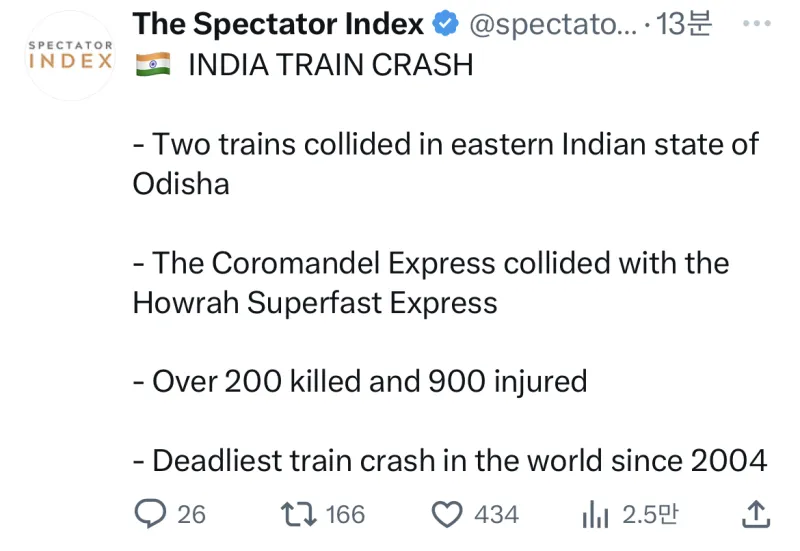 SPECTATOR
INDEX
The Spectator Index @spectato... · 13분
🇮🇳 INDIA TRAIN CRASH
- Two trains collided in eastern Indian state of
Odisha
- The Coromandel Express collided with the
Howrah Superfast Express
- Over 200 killed and 900 injured
- Deadliest train crash in the world since 2004
26 166 434 2.5만